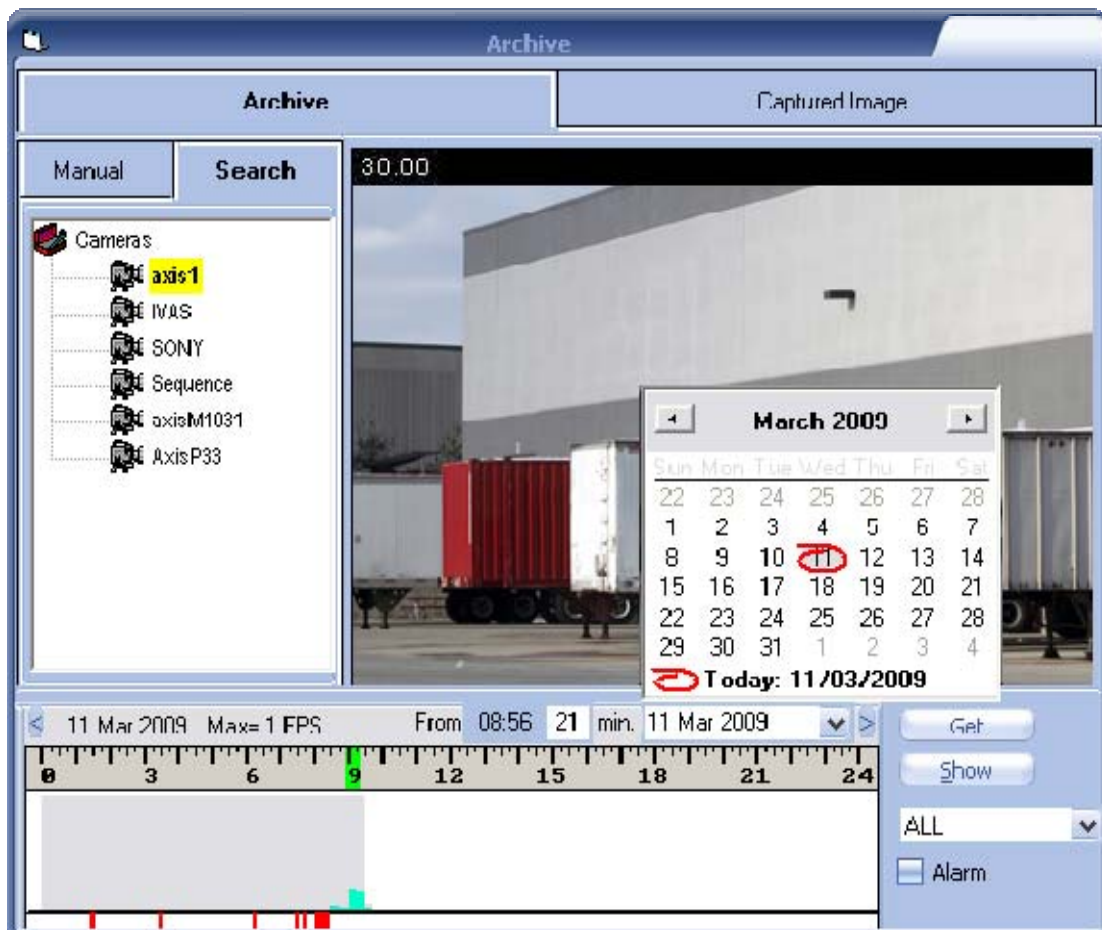 Archive
Archive
Captured Image
Manual
Search
30.00
Cameras
axis1
IVAS
SONY
Sequence
axisM1031
AxisP33
March 2009
Sun Mon Tue Wed Thu Fri Sat
22 23 24 25 26 27 28
1 2 3 4 5 6 7
8 9 10 11 12 13 14
15 16 17 18 19 20 21
22 23 24 25 26 27 28
29 30 31 1 2 3 4
Today: 11/03/2009
11 Mar 2009 Max= 1 FPS From 08:56 21 min. 11 Mar 2009
Get
0 3 6 9 12 15 18 21 24
Show
ALL
Alarm